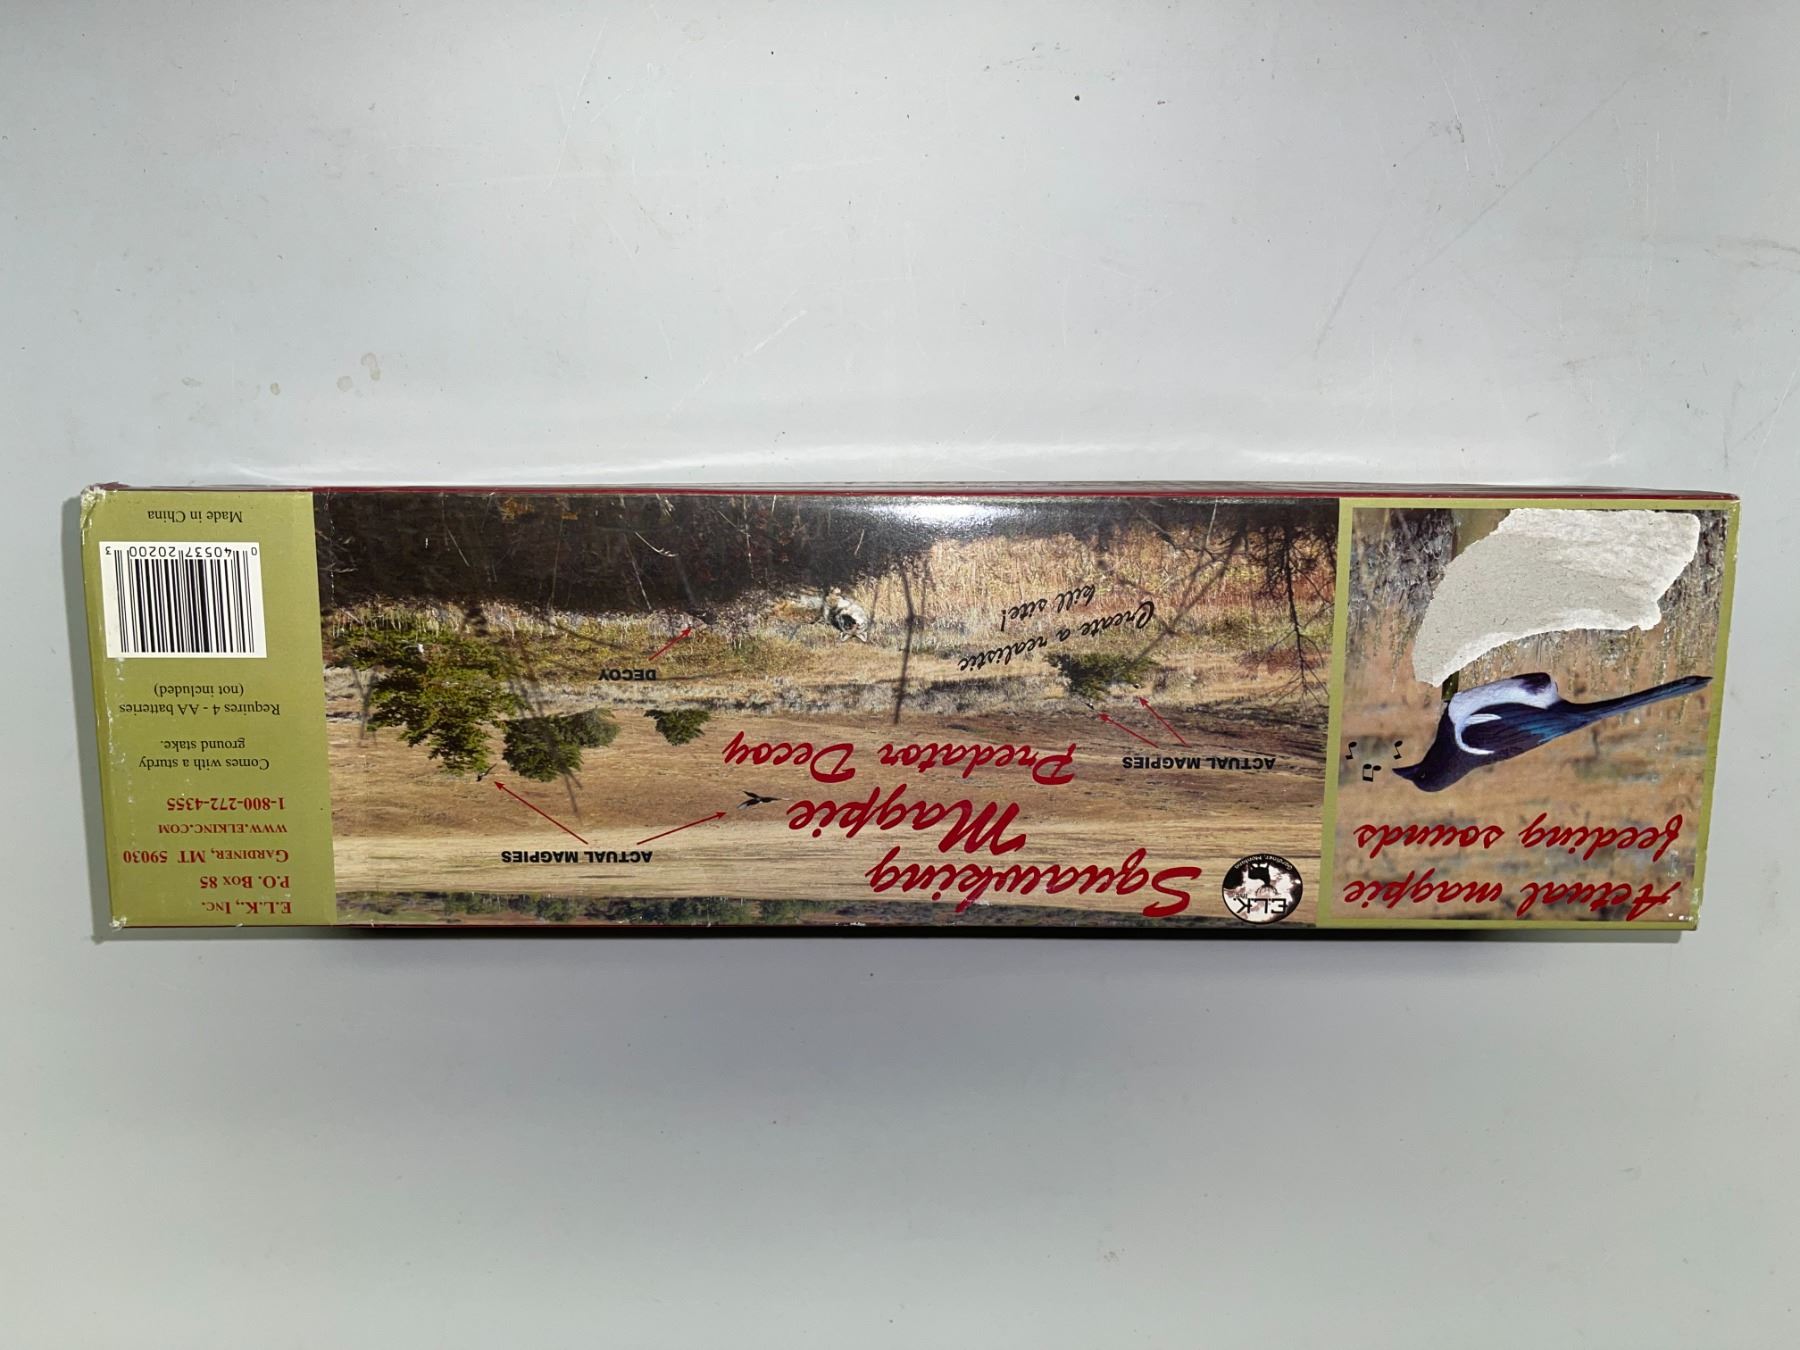 Actual magpie
feeding sounds
E.L.K.
Gardiner, Montana
Squawking
Magpie
Predator Decoy
ACTUAL MAGPIES
ACTUAL MAGPIES
Create a realistic
kill site!
DECOY
E.L.K., INC.
P.O. BOX 85
GARDINER, MT 59030
WWW.ELKINC.COM
1-800-272-4355
Comes with a sturdy
ground stake.
Requires 4 - AA batteries
(not included)
0 40537 20200 3
Made in China